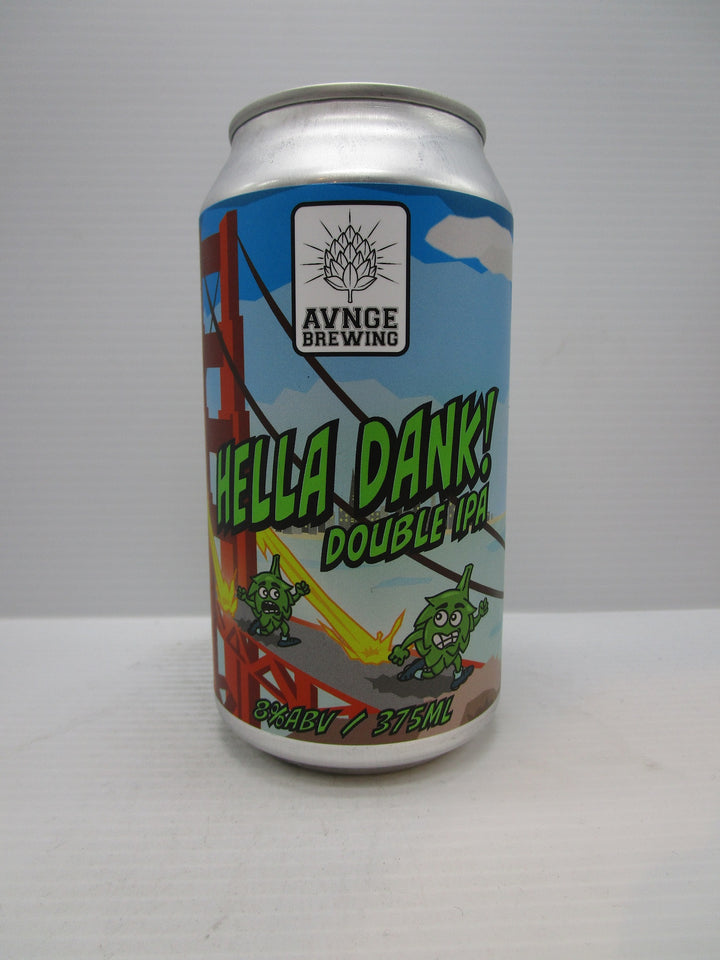 AVNGE
BREWING
HELLA DANK!
DOUBLE IPA
8%ABV / 375ML